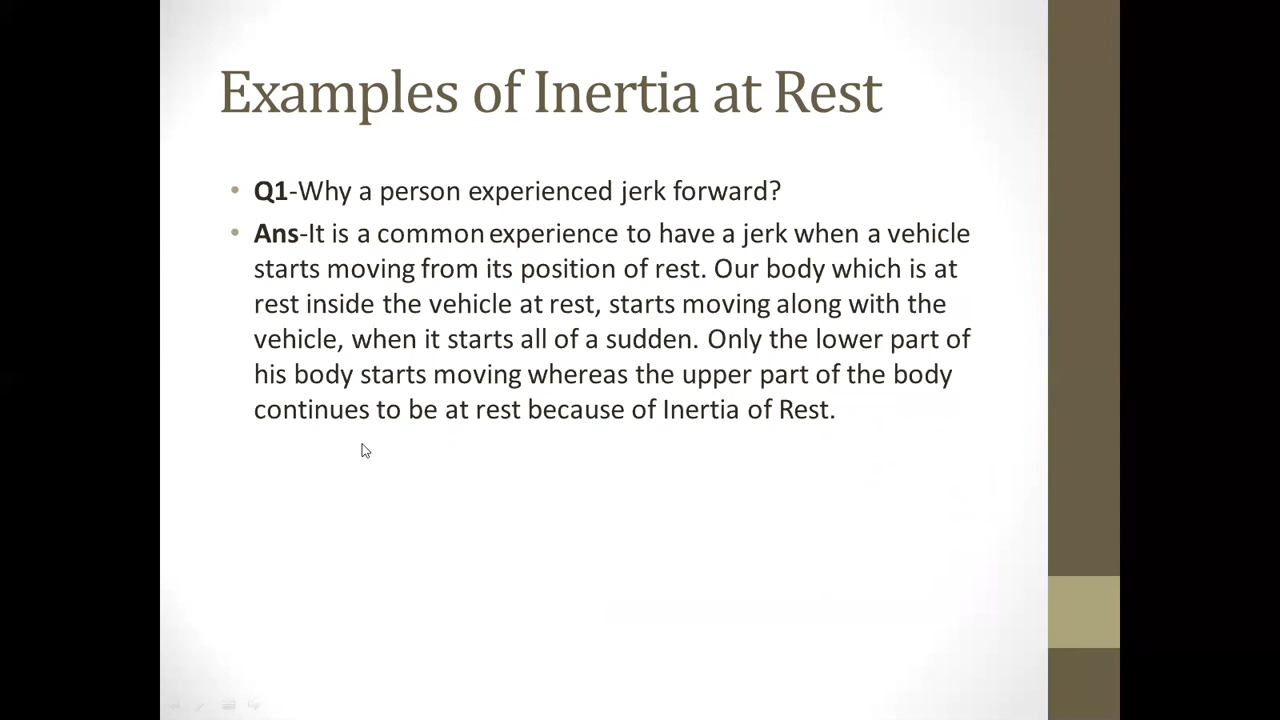 Examples of Inertia at Rest
• Q1-Why a person experienced jerk forward?
• Ans-It is a common experience to have a jerk when a vehicle
starts moving from its position of rest. Our body which is at
rest inside the vehicle at rest, starts moving along with the
vehicle, when it starts all of a sudden. Only the lower part of
his body starts moving whereas the upper part of the body
continues to be at rest because of Inertia of Rest.